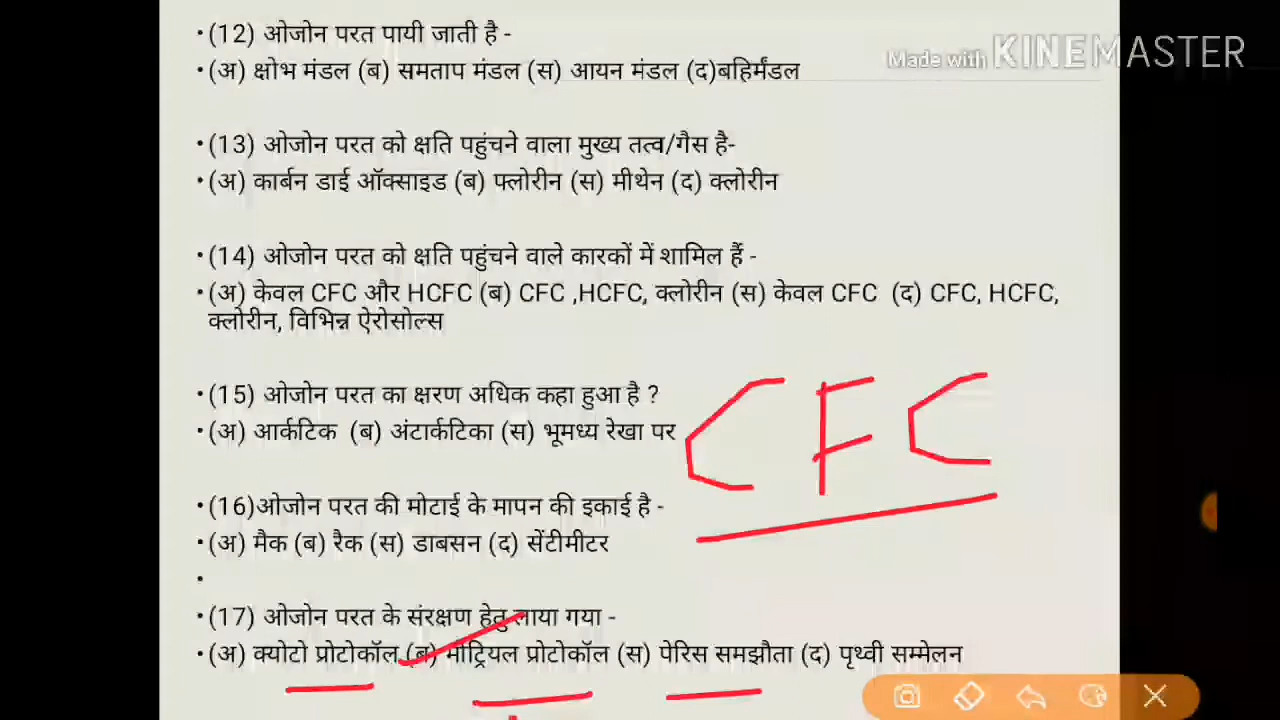 • (12) ओजोन परत पायी जाती है -
Made with KINEMASTER
• (अ) क्षोभ मंडल (ब) समताप मंडल (स) आयन मंडल (द)बहिर्मंडल
• (13) ओजोन परत को क्षति पहुंचने वाला मुख्य तत्व/गैस है-
• (अ) कार्बन डाई ऑक्साइड (ब) फ्लोरीन (स) मीथेन (द) क्लोरीन
• (14) ओजोन परत को क्षति पहुंचने वाले कारकों में शामिल हैं -
• (अ) केवल CFC और HCFC (ब) CFC ,HCFC, क्लोरीन (स) केवल CFC (द) CFC, HCFC,
क्लोरीन, विभिन्न ऐरोसोल्स
• (15) ओजोन परत का क्षरण अधिक कहा हुआ है ?
• (अ) आर्कटिक (ब) अंटार्कटिका (स) भूमध्य रेखा पर
CFC
• (16)ओजोन परत की मोटाई के मापन की इकाई है -
• (अ) मैक (ब) रैक (स) डाबसन (द) सेंटीमीटर
•
• (17) ओजोन परत के संरक्षण हेतु लाया गया -
• (अ) क्योटो प्रोटोकॉल (ब) मोंट्रियल प्रोटोकॉल (स) पेरिस समझौता (द) पृथ्वी सम्मेलन